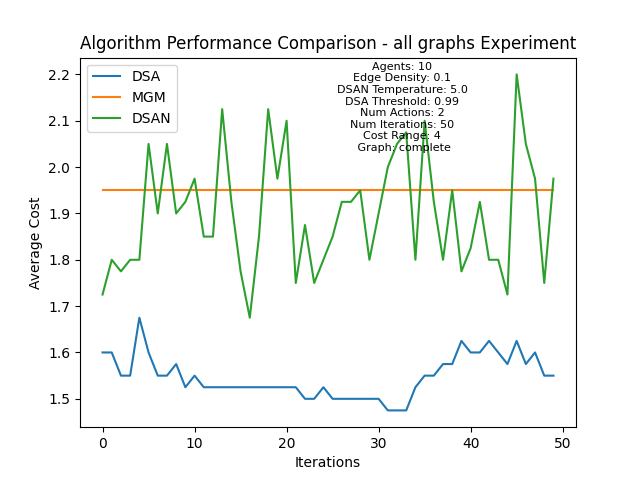 Algorithm Performance Comparison - all graphs Experiment
DSA
MGM
DSAN
Agents: 10
Edge Density: 0.1
DSAN Temperature: 5.0
DSA Threshold: 0.99
Num Actions: 2
Num Iterations: 50
Cost Range: 4
Graph: complete
Average Cost
2.2
2.1
2.0
1.9
1.8
1.7
1.6
1.5
0 10 20 30 40 50
Iterations